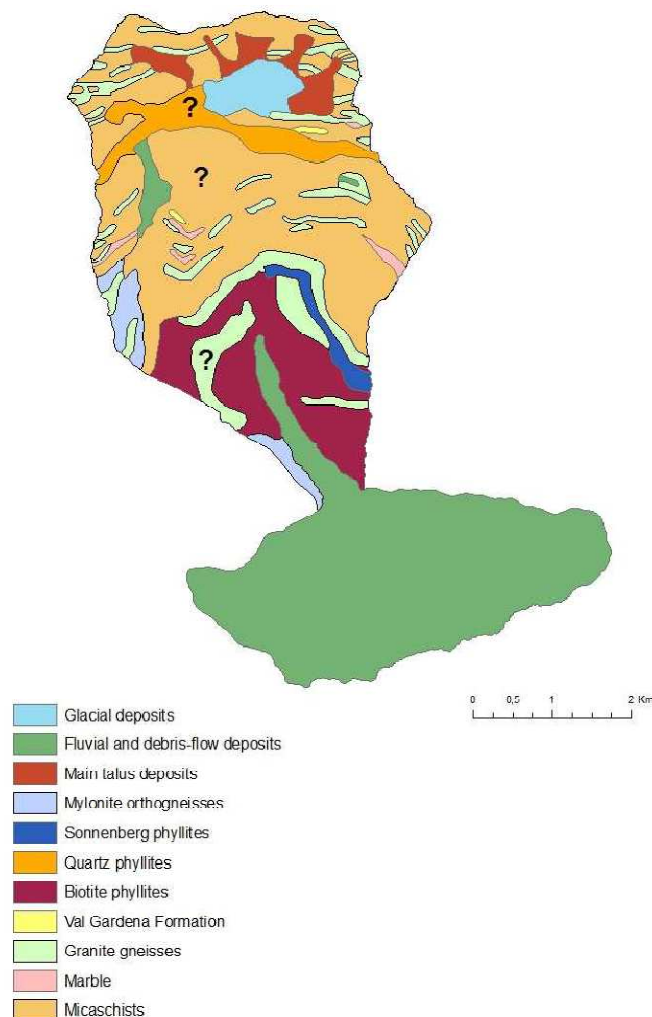 ?
?
?
0 0,5 1 2 Km
Glacial deposits
Fluvial and debris-flow deposits
Main talus deposits
Mylonite orthogneisses
Sonnenberg phyllites
Quartz phyllites
Biotite phyllites
Val Gardena Formation
Granite gneisses
Marble
Micaschists